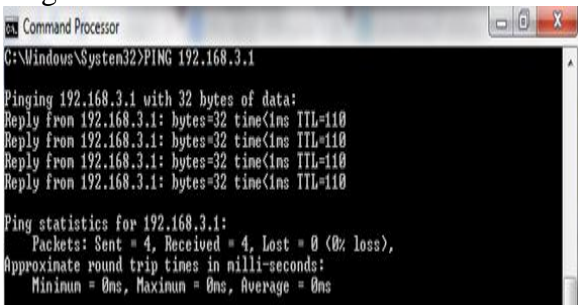 Command Processor
C:\Windows\System32>PING 192.168.3.1
Pinging 192.168.3.1 with 32 bytes of data:
Reply from 192.168.3.1: bytes=32 time<1ms TTL=110
Reply from 192.168.3.1: bytes=32 time<1ms TTL=110
Reply from 192.168.3.1: bytes=32 time<1ms TTL=110
Reply from 192.168.3.1: bytes=32 time<1ms TTL=110
Ping statistics for 192.168.3.1:
Packets: Sent = 4, Received = 4, Lost = 0 (0% loss),
Approximate round trip times in milli-seconds:
Minimum = 0ms, Maximum = 0ms, Average = 0ms